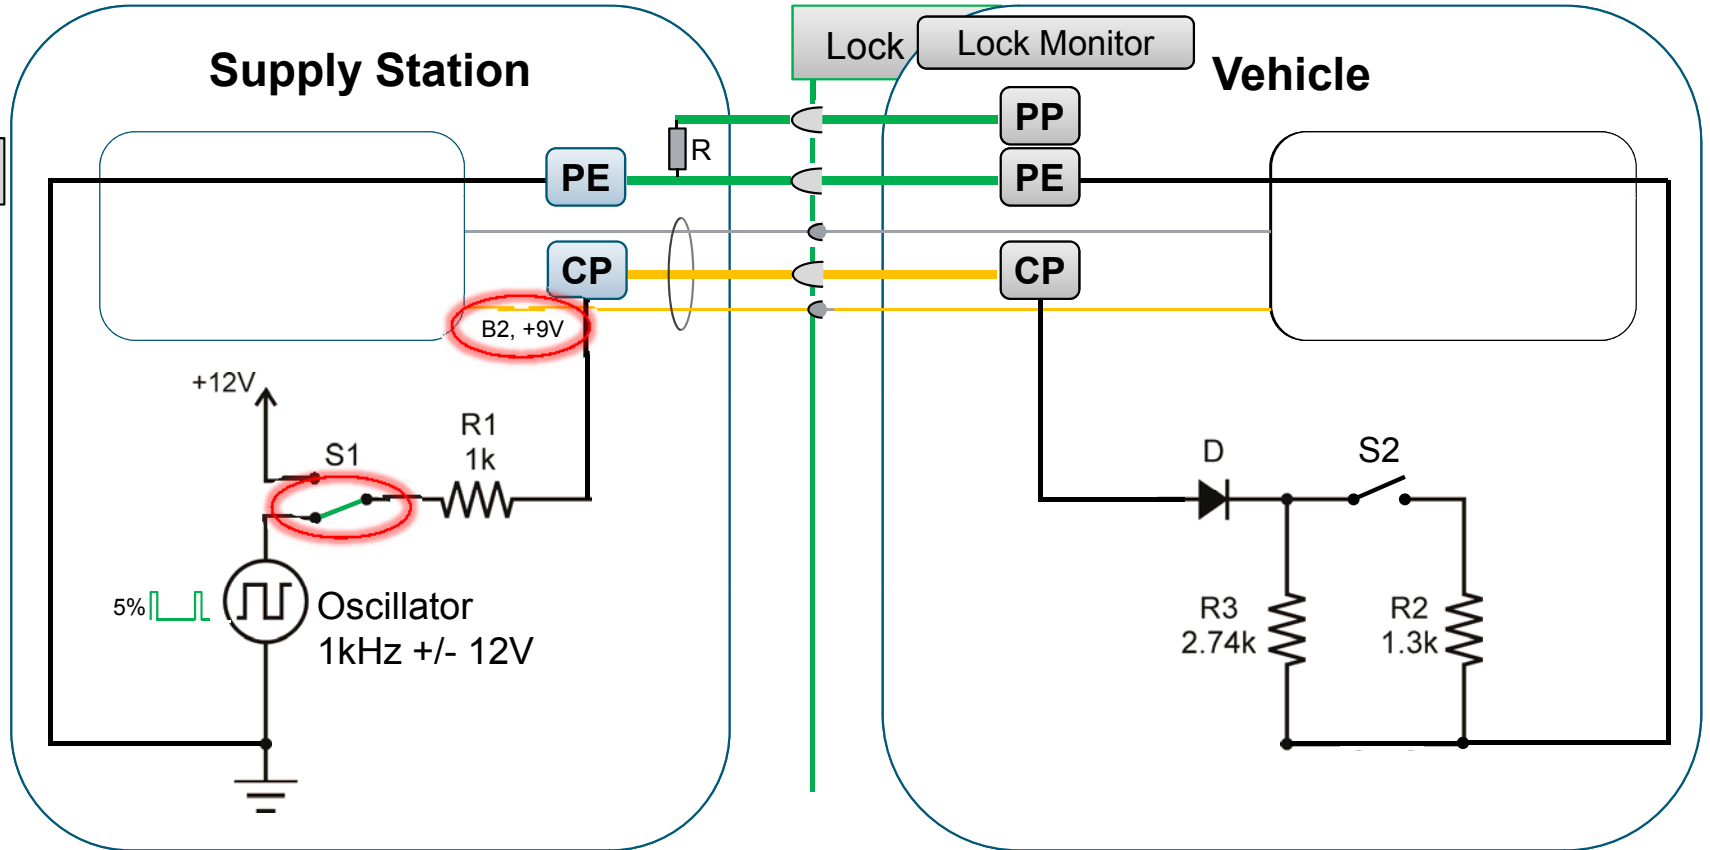 Supply Station
Lock
Lock Monitor
Vehicle
PP
R
PE
PE
CP
CP
B2, +9V
+12V
R1
1k
S1
D
S2
5%
Oscillator
1kHz +/- 12V
R3
2.74k
R2
1.3k